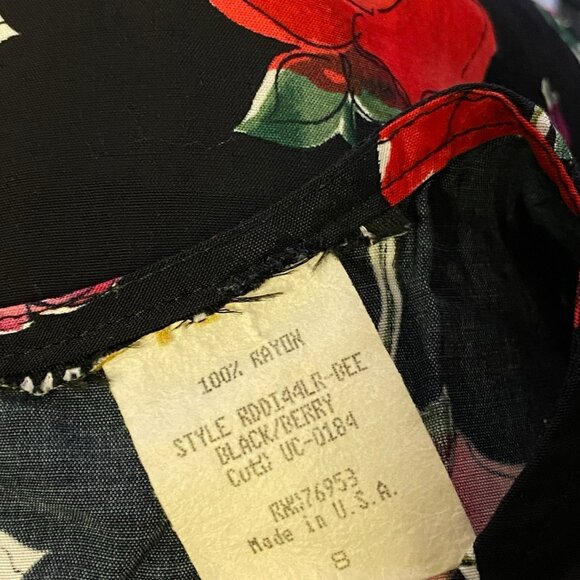 100% RAYON
STYLE RDDI44LR-DEE
BLACK/BERRY
Cut#: UC-0184
RN#76953
Made in U.S.A.
8